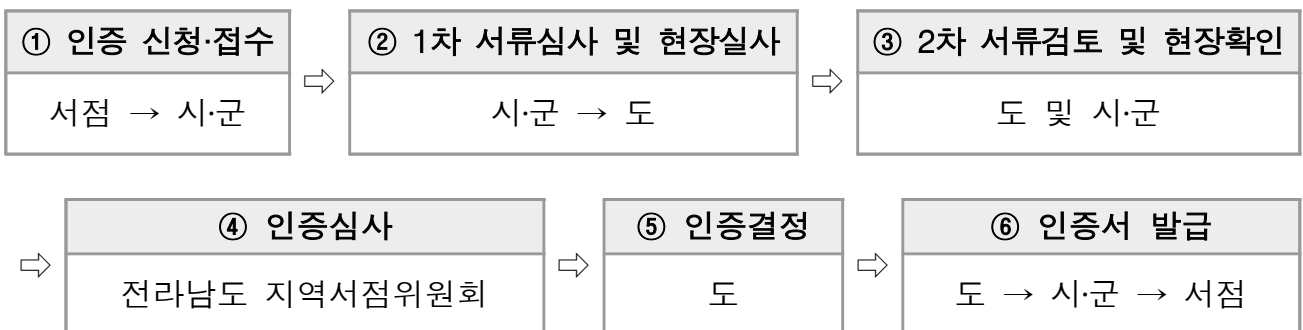 ① 인증 신청·접수
서점 → 시·군
⇨
② 1차 서류심사 및 현장실사
시·군 → 도
⇨
③ 2차 서류검토 및 현장확인
도 및 시·군
⇨
④ 인증심사
전라남도 지역서점위원회
⇨
⑤ 인증결정
도
⇨
⑥ 인증서 발급
도 → 시·군 → 서점